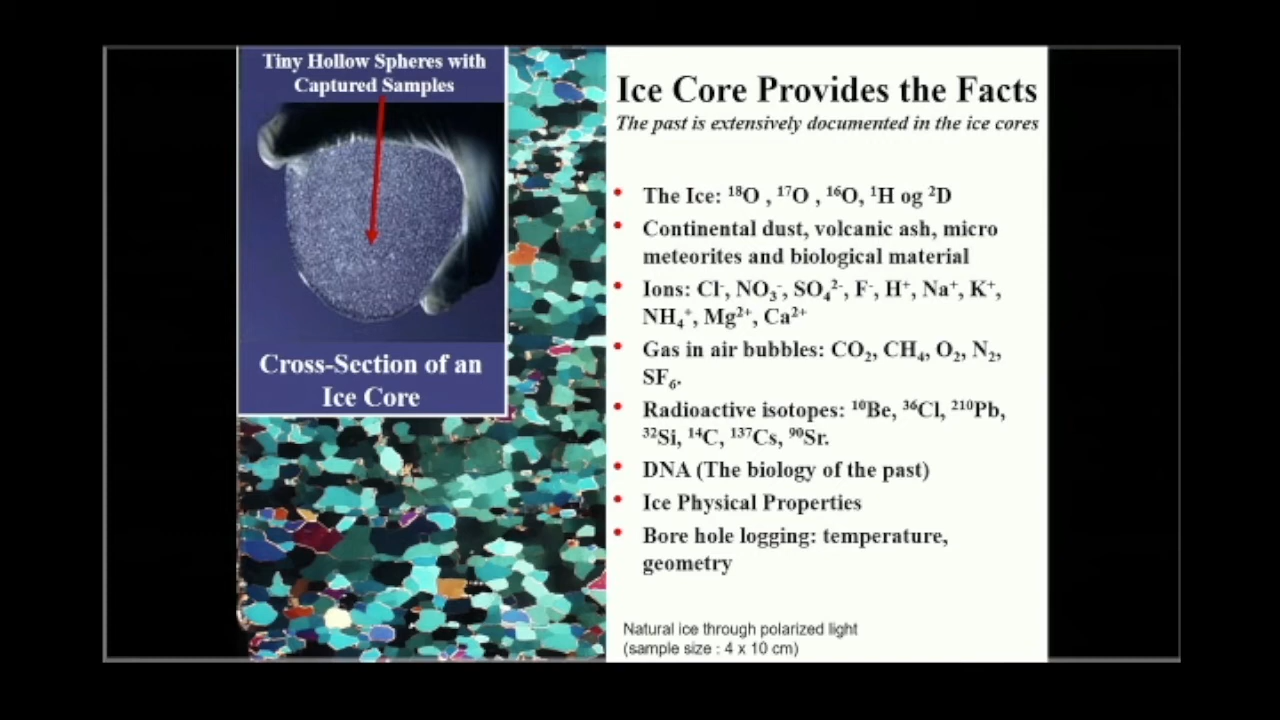 Tiny Hollow Spheres with
Captured Samples
Cross-Section of an
Ice Core
Ice Core Provides the Facts
The past is extensively documented in the ice cores
• The Ice: ¹⁸O , ¹⁷O , ¹⁶O, ¹H og ²D
• Continental dust, volcanic ash, micro
meteorites and biological material
• Ions: Cl⁻, NO₃⁻, SO₄²⁻, F⁻, H⁺, Na⁺, K⁺,
NH₄⁺, Mg²⁺, Ca²⁺
• Gas in air bubbles: CO₂, CH₄, O₂, N₂,
SF₆.
• Radioactive isotopes: ¹⁰Be, ³⁶Cl, ²¹⁰Pb,
³²Si, ¹⁴C, ¹³⁷Cs, ⁹⁰Sr.
• DNA (The biology of the past)
• Ice Physical Properties
• Bore hole logging: temperature,
geometry
Natural ice through polarized light
(sample size : 4 x 10 cm)